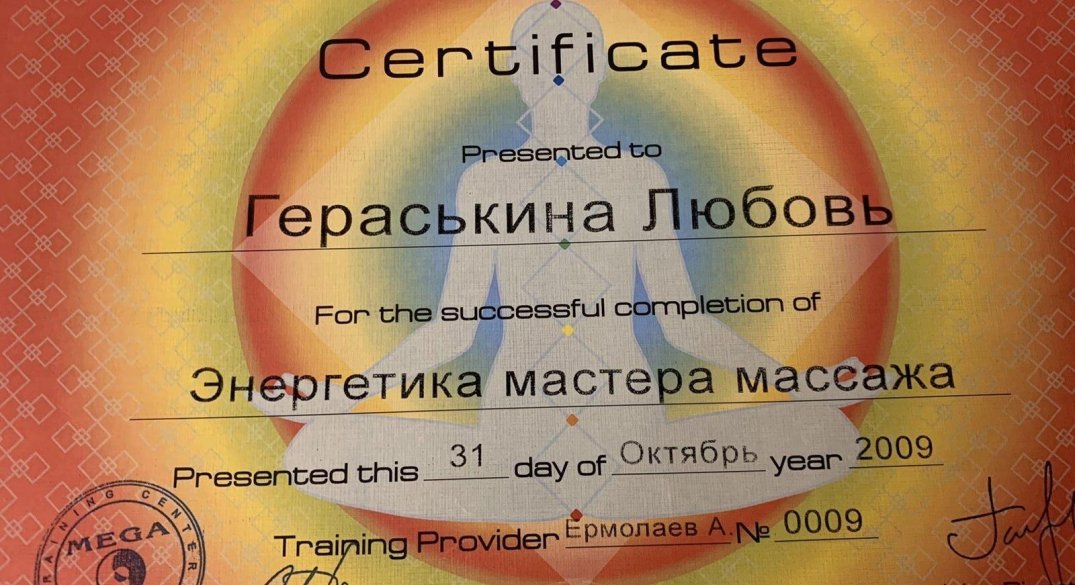 Certificate
Presented to
Гераськина Любовь
For the successful completion of
Энергетика мастера массажа
Presented this 31 day of Октябрь year 2009
Training Provider Ермолаев А. № 0009
TRAINING CENTER
MEGA